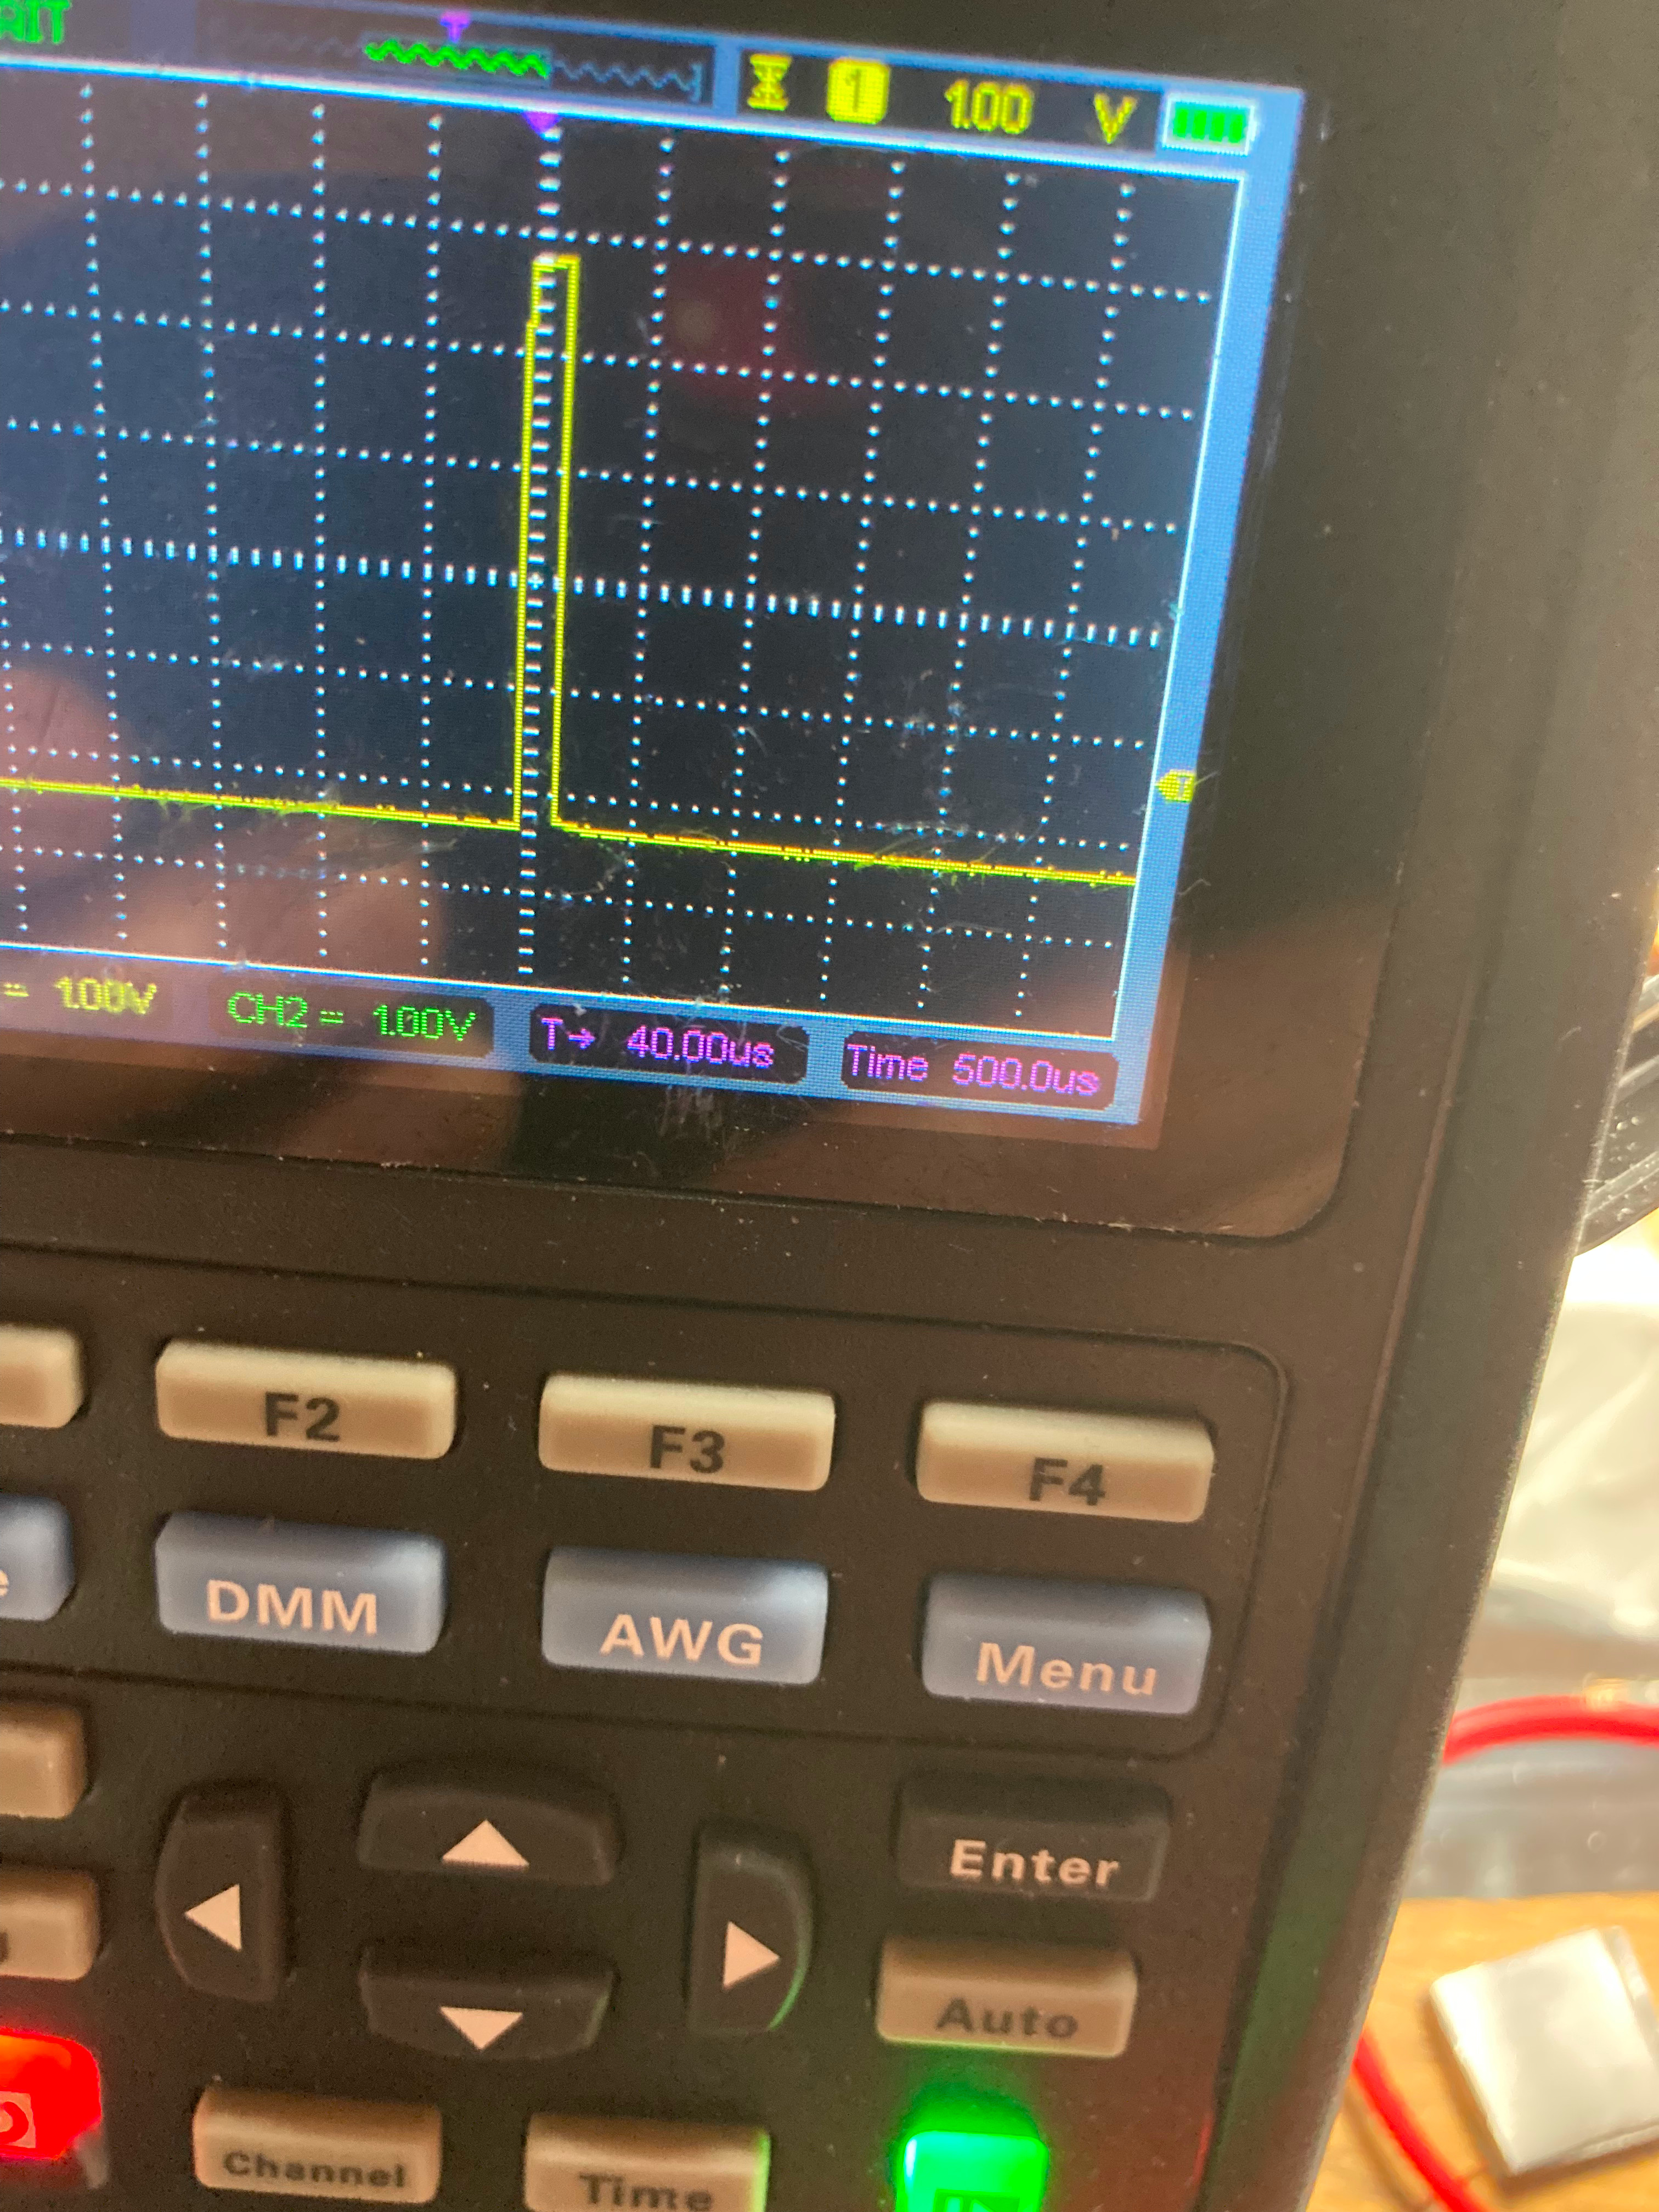 T
1 1.00 V
T
= 1.00V CH2 = 1.00V T→ 40.00us Time 500.0us
F2 F3 F4
DMM AWG Menu
Enter
Auto
Channel Time